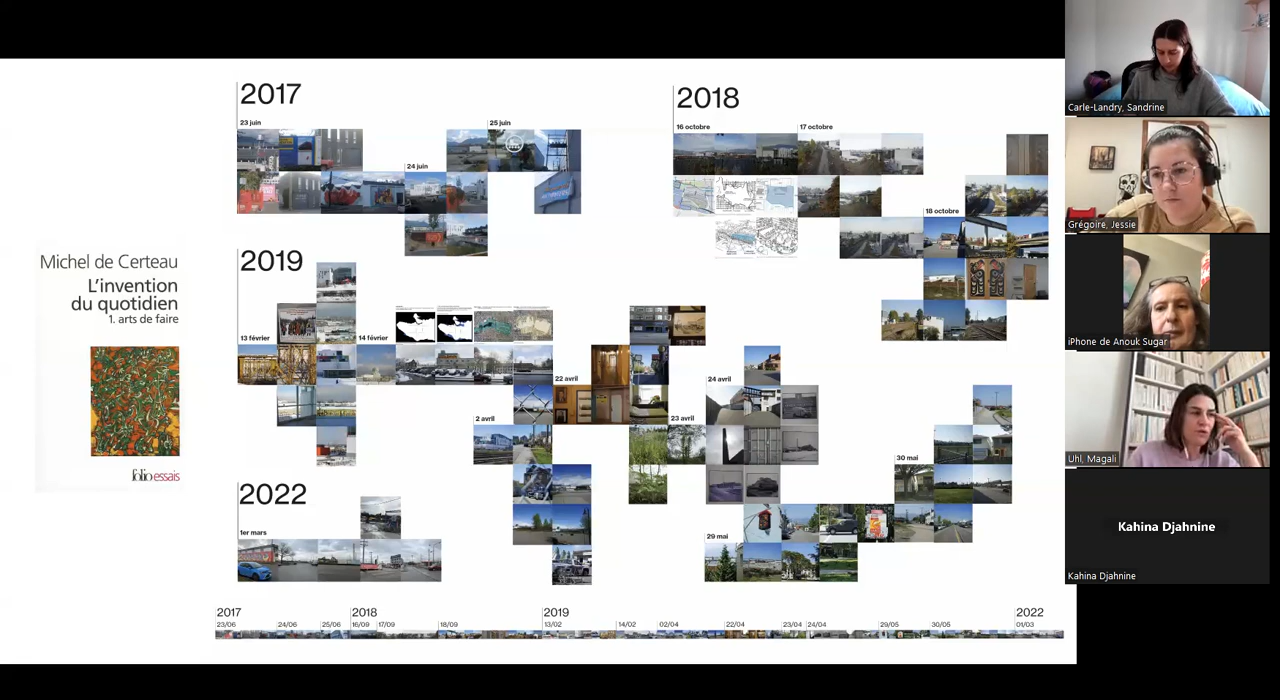 Michel de Certeau
L'invention
du quotidien
1. arts de faire
folio essais
2017
23 juin
24 juin
25 juin
2018
16 octobre
17 octobre
18 octobre
2019
13 février
14 février
2 avril
22 avril
23 avril
24 avril
29 mai
30 mai
2022
1er mars
2017 2018 2019 2022
23/06 24/06 25/06 16/09 17/09 18/09 13/02 14/02 02/04 22/04 23/04 24/04 29/05 30/05 01/03
Carle-Landry, Sandrine
Grégoire, Jessie
iPhone de Anouk Sugar
Uhl, Magali
Kahina Djahnine
Kahina Djahnine